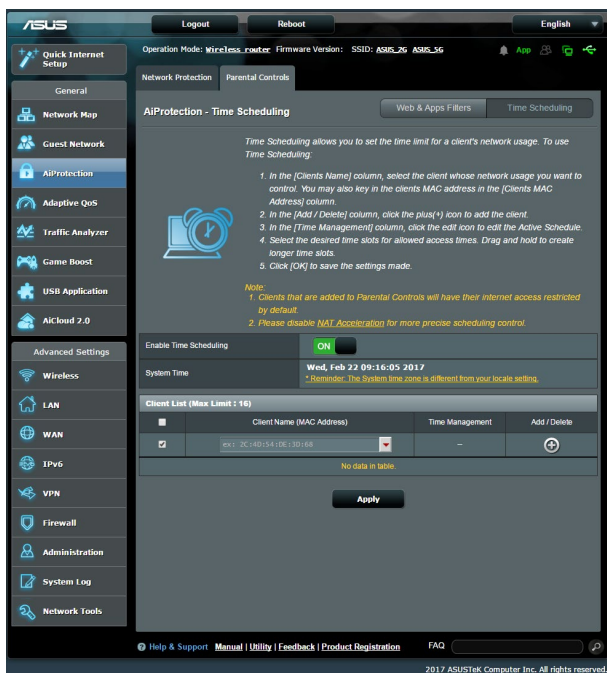 ASUS
Logout
Reboot
English
Quick Internet
Setup
Operation Mode: Wireless router Firmware Version: SSID: ASUS_2G ASUS_5G
App
Network Protection
Parental Controls
General
Network Map
Guest Network
AiProtection
Adaptive QoS
Traffic Analyzer
Game Boost
USB Application
AiCloud 2.0
Advanced Settings
Wireless
LAN
WAN
IPv6
VPN
Firewall
Administration
System Log
Network Tools
AiProtection - Time Scheduling
Web & Apps Filters
Time Scheduling
Time Scheduling allows you to set the time limit for a client's network usage. To use
Time Scheduling:
1. In the [Clients Name] column, select the client whose network usage you want to
control. You may also key in the clients MAC address in the [Clients MAC
Address] column.
2. In the [Add / Delete] column, click the plus(+) icon to add the client.
3. In the [Time Management] column, click the edit icon to edit the Active Schedule.
4. Select the desired time slots for allowed access times. Drag and hold to create
longer time slots.
5. Click [OK] to save the settings made.
Note:
1. Clients that are added to Parental Controls will have their internet access restricted
by default.
2. Please disable NAT Acceleration for more precise scheduling control.
Enable Time Scheduling
ON
System Time
Wed, Feb 22 09:16:05 2017
* Reminder: The System time zone is different from your locale setting.
Client List (Max Limit : 16)
Client Name (MAC Address)
Time Management
Add / Delete
ex: 2C:4D:54:DE:3D:68
–
No data in table.
Apply
Help & Support Manual | Utility | Feedback | Product Registration
FAQ
2017 ASUSTeK Computer Inc. All rights reserved.